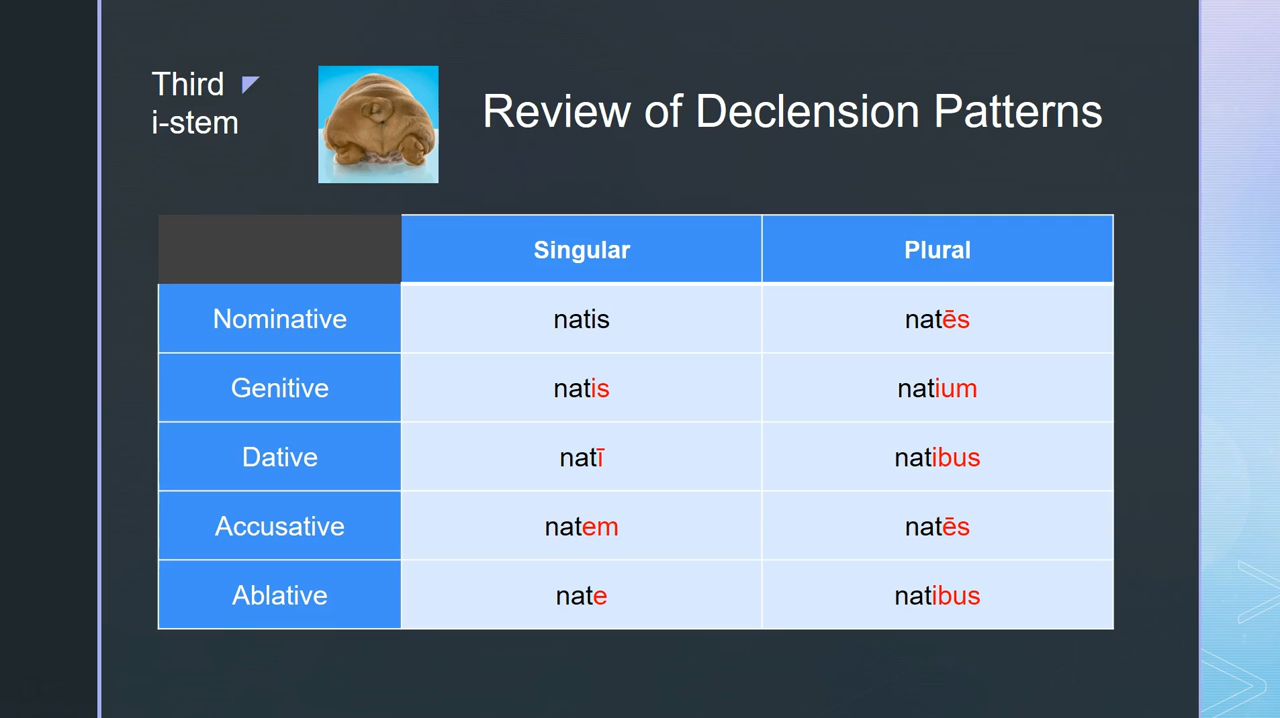 Third
i-stem
Review of Declension Patterns
Singular Plural
Nominative natis natēs
Genitive natis natium
Dative natī natibus
Accusative natem natēs
Ablative nate natibus